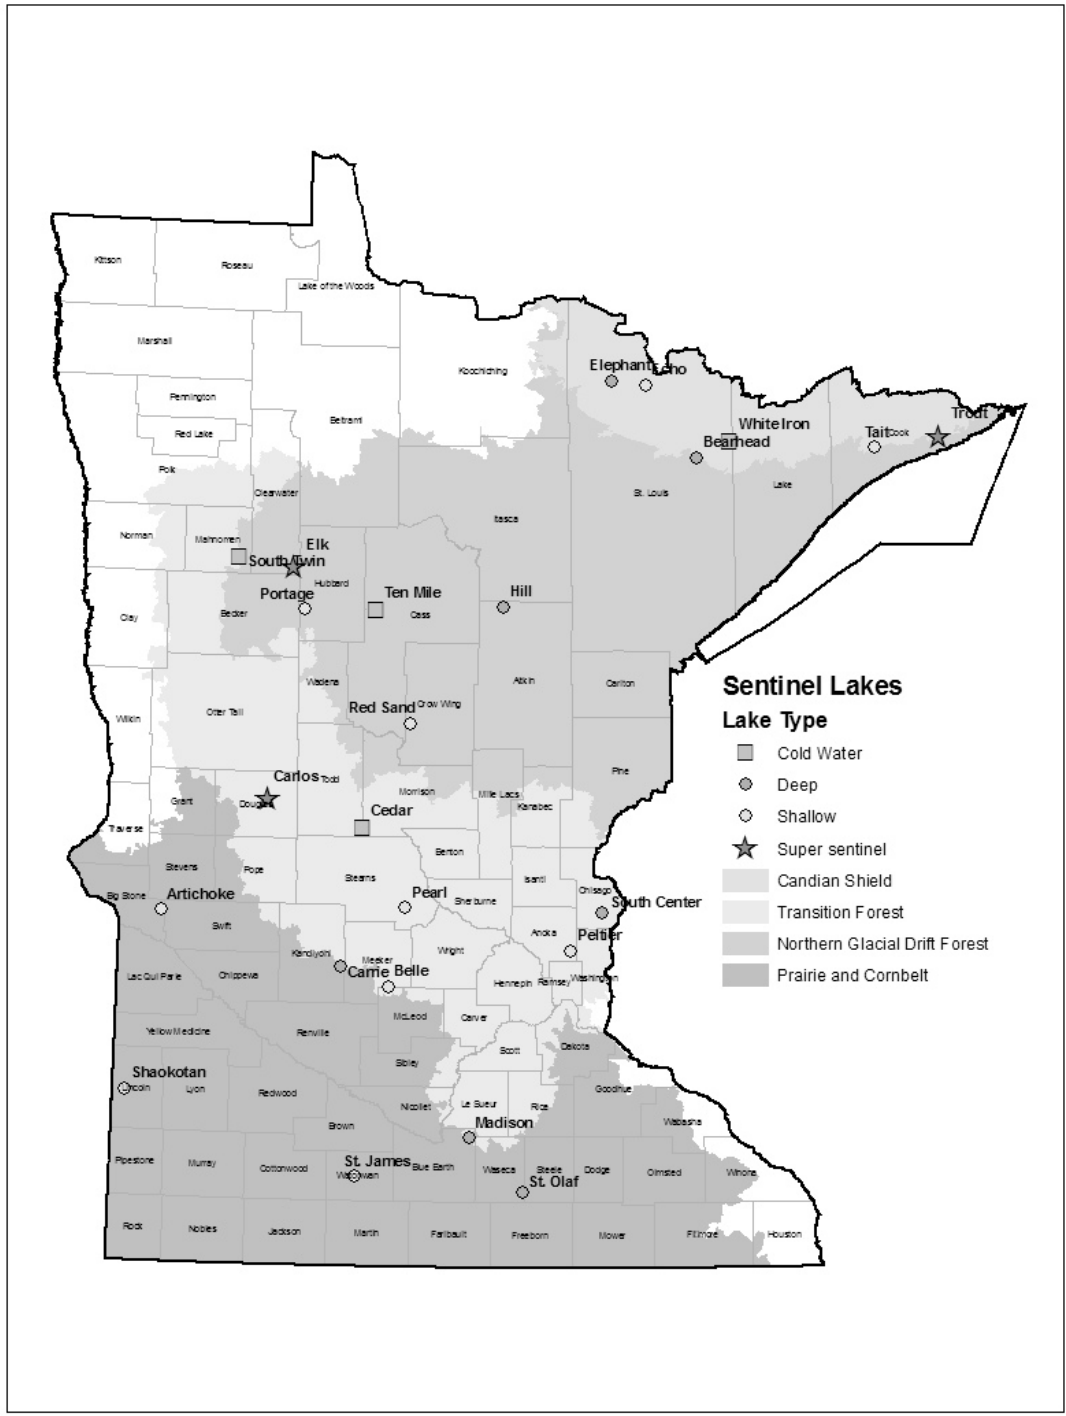 Kittson
Roseau
Lake of the Woods
Marshall
Koochiching
Elephant
Echo
Pennington
Beltrami
Red Lake
Trout
White Iron
Tait
Cook
Bearhead
Polk
Clearwater
St. Louis
Lake
Itasca
Norman
Mahnomen
Elk
South Twin
Hubbard
Portage
Ten Mile
Hill
Becker
Cass
Clay
Wadena
Aitkin
Carlton
Sentinel Lakes
Red Sand
Crow Wing
Otter Tail
Wilkin
Lake Type
Cold Water
Pine
Carlos
Todd
Deep
Grant
Douglas
Morrison
Mille Lacs
Kanabec
Cedar
Shallow
Traverse
Benton
Super sentinel
Stevens
Pope
Stearns
Isanti
Candian Shield
Big Stone
Artichoke
Pearl
Sherburne
Chisago
South Center
Transition Forest
Swift
Anoka
Peltier
Northern Glacial Drift Forest
Kandiyohi
Meeker
Wright
Lac Qui Parle
Chippewa
Carrie
Belle
Hennepin
Ramsey
Washington
Prairie and Cornbelt
McLeod
Carver
Yellow Medicine
Renville
Scott
Dakota
Sibley
Shaokotan
Lincoln
Lyon
Redwood
Goodhue
Nicollet
Le Sueur
Rice
Brown
Madison
Wabasha
Pipestone
Murray
Cottonwood
St. James
Watonwan
Blue Earth
Waseca
Steele
Dodge
Olmsted
Winona
St. Olaf
Rock
Nobles
Jackson
Martin
Faribault
Freeborn
Mower
Fillmore
Houston